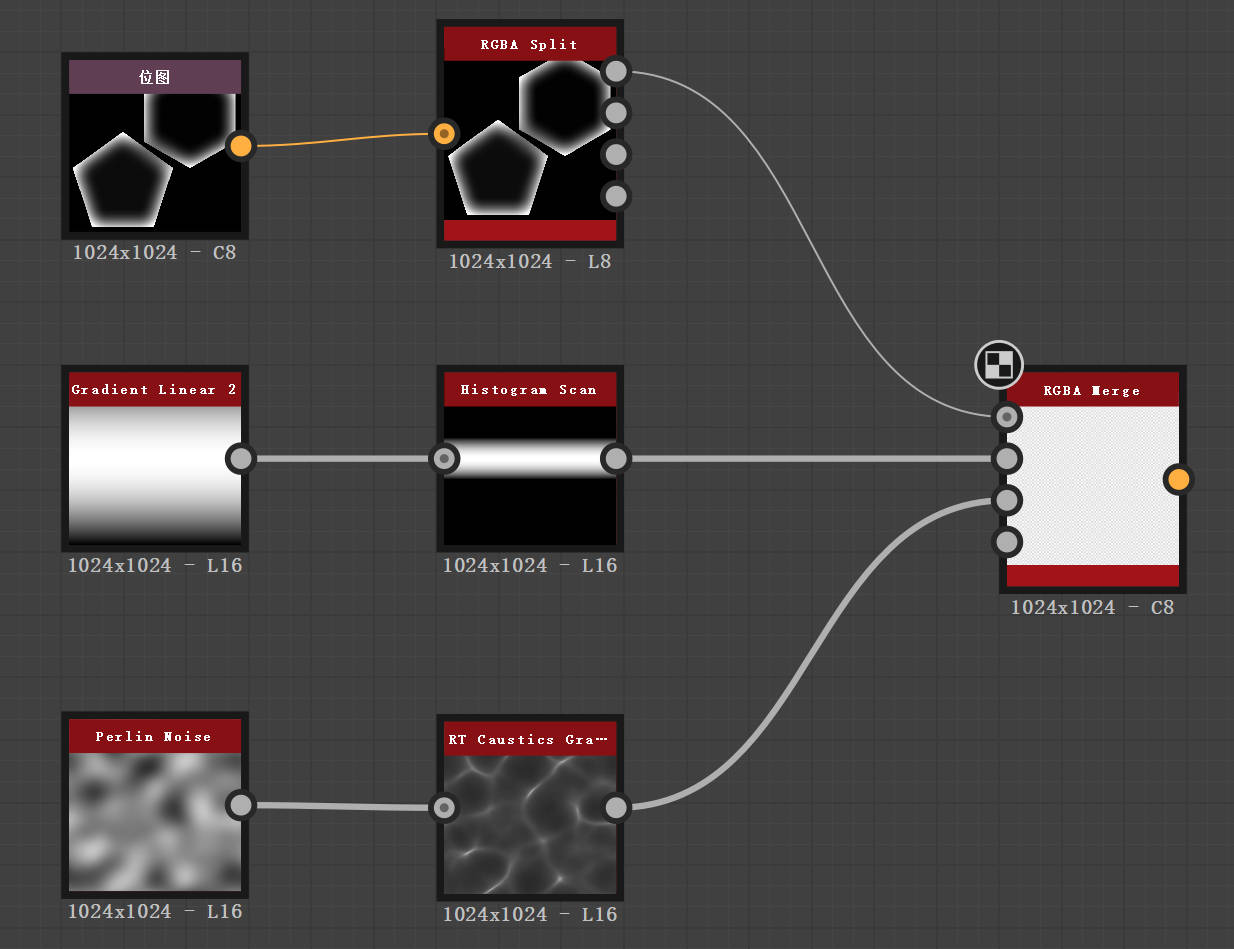 位图
1024x1024 - C8
RGBA Split
1024x1024 - L8
Gradient Linear 2
1024x1024 - L16
Histogram Scan
1024x1024 - L16
RGBA Merge
1024x1024 - C8
Perlin Noise
1024x1024 - L16
RT Caustics Gra…
1024x1024 - L16